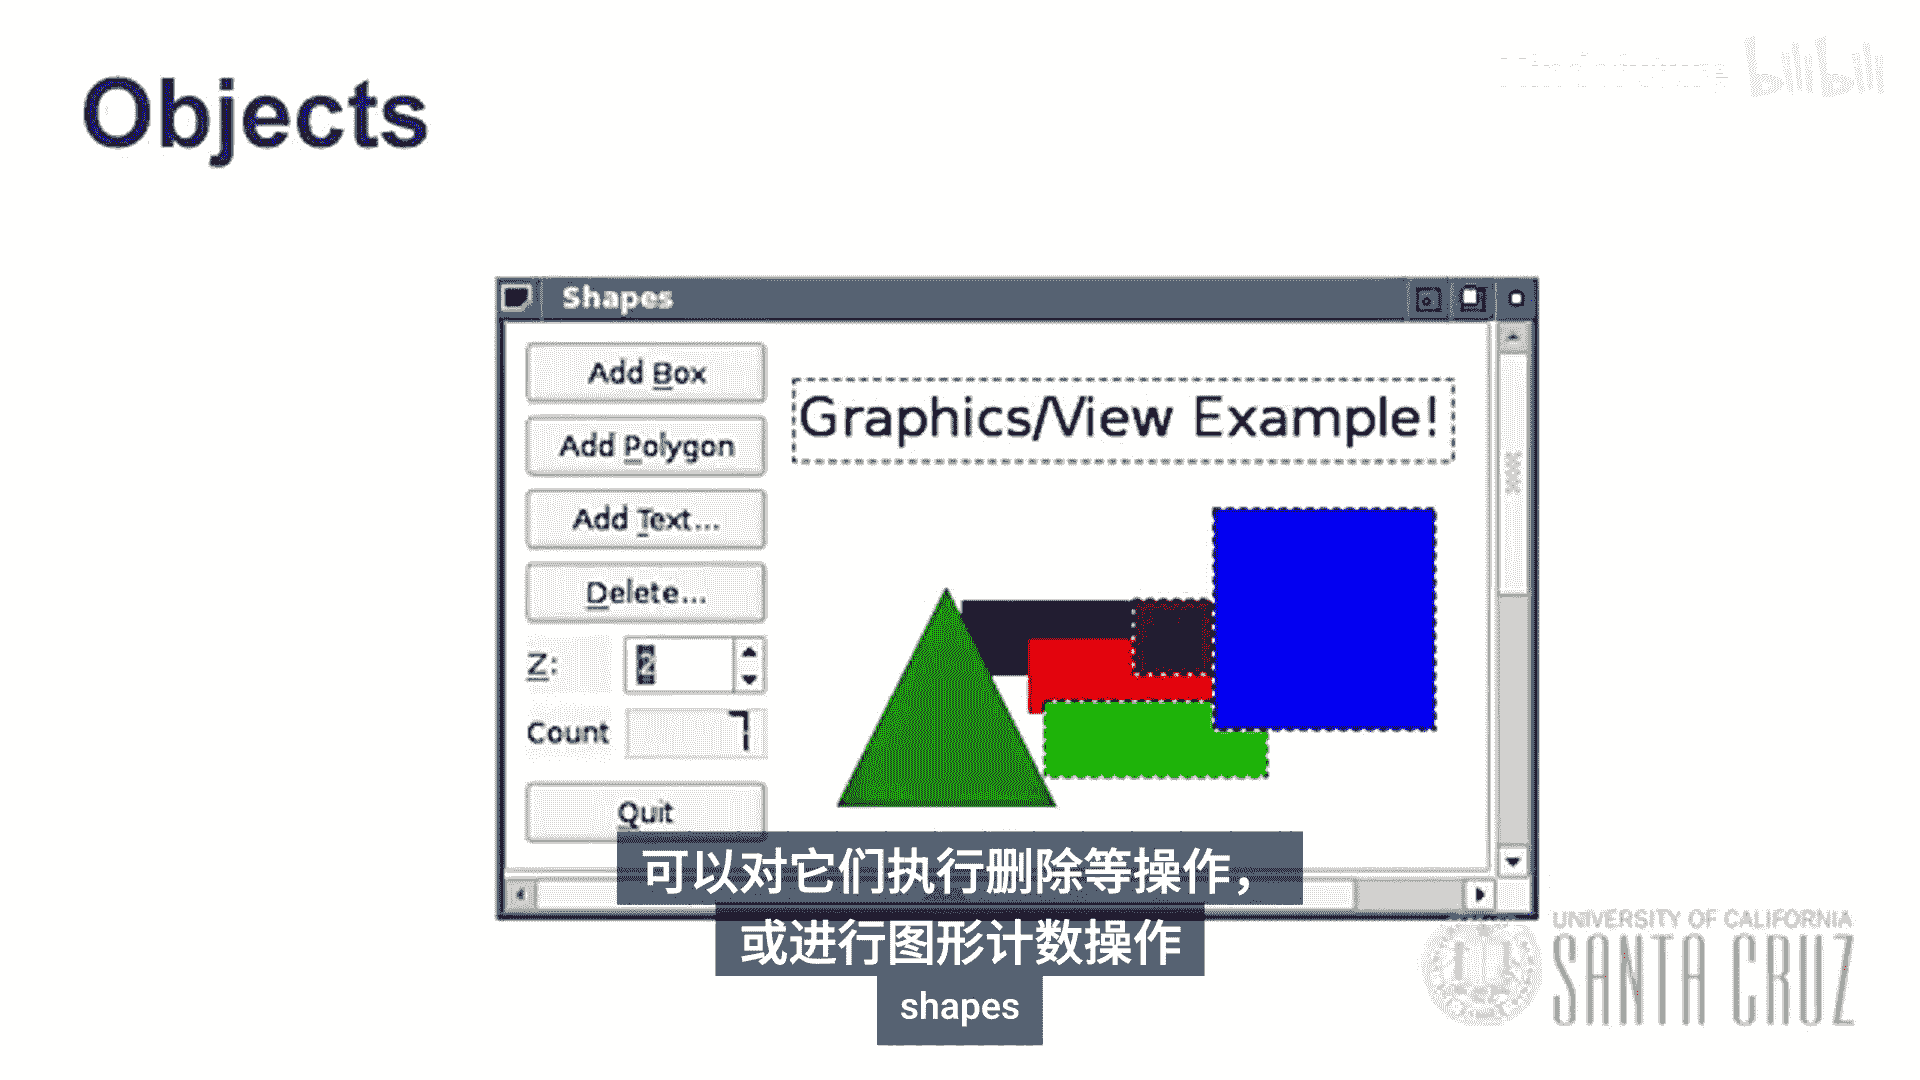 Objects
bilibili
Shapes
Add Box
Add Polygon
Add Text...
Delete...
Z: 2
Count 7
Quit
Graphics/View Example!
可以对它们执行删除等操作，
或进行图形计数操作
shapes
UNIVERSITY OF CALIFORNIA
SANTA CRUZ